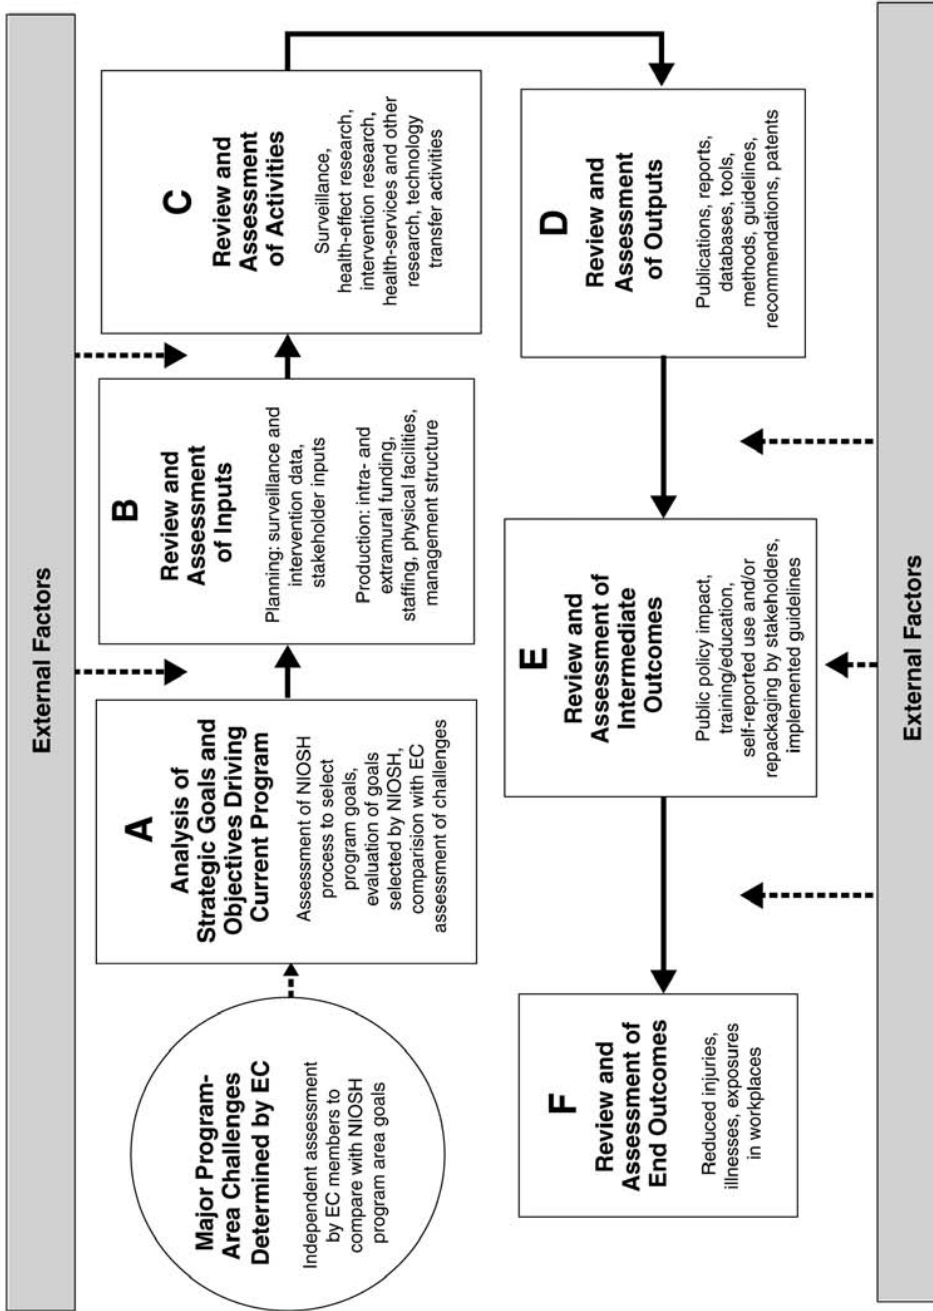 External Factors
Major Program-
Area Challenges
Determined by EC
Independent assessment
by EC members to
compare with NIOSH
program area goals
A
Analysis of
Strategic Goals and
Objectives Driving
Current Program
Assessment of NIOSH
process to select
program goals,
evaluation of goals
selected by NIOSH,
comparision with EC
assessment of challenges
B
Review and
Assessment
of Inputs
Planning: surveillance and
intervention data,
stakeholder inputs
Production: intra- and
extramural funding,
staffing, physical facilities,
management structure
C
Review and
Assessment
of Activities
Surveillance,
health-effect research,
intervention research,
health-services and other
research, technology
transfer activities
D
Review and
Assessment
of Outputs
Publications, reports,
databases, tools,
methods, guidelines,
recommendations, patents
E
Review and
Assessment of
Intermediate
Outcomes
Public policy impact,
training/education,
self-reported use and/or
repackaging by stakeholders,
implemented guidelines
F
Review and
Assessment of
End Outcomes
Reduced injuries,
illnesses, exposures
in workplaces
External Factors